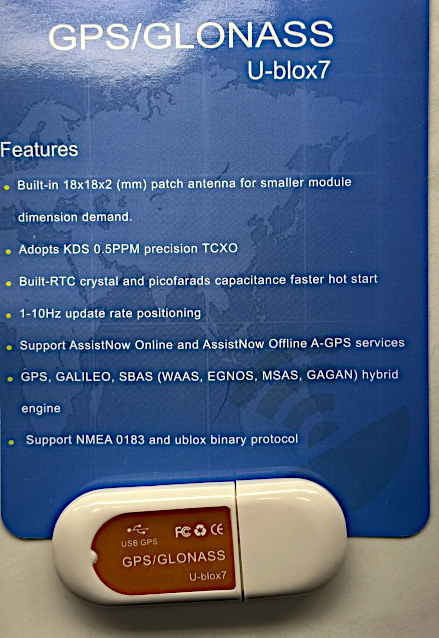 GPS/GLONASS
U-blox7
Features
Built-in 18x18x2 (mm) patch antenna for smaller module
dimension demand.
Adopts KDS 0.5PPM precision TCXO
Built-RTC crystal and picofarads capacitance faster hot start
1-10Hz update rate positioning
Support AssistNow Online and AssistNow Offline A-GPS services
GPS, GALILEO, SBAS (WAAS, EGNOS, MSAS, GAGAN) hybrid
engine
Support NMEA 0183 and ublox binary protocol
FC CE
USB GPS
GPS/GLONASS
U-blox7